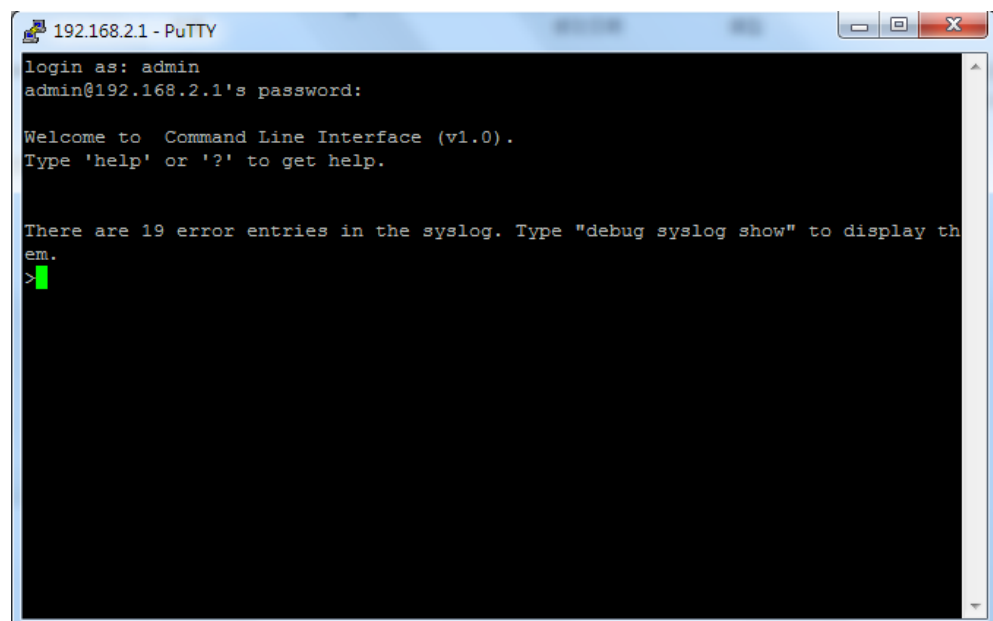 192.168.2.1 - PuTTY
login as: admin
admin@192.168.2.1's password:
Welcome to  Command Line Interface (v1.0).
Type 'help' or '?' to get help.
There are 19 error entries in the syslog. Type "debug syslog show" to display th
em.
>